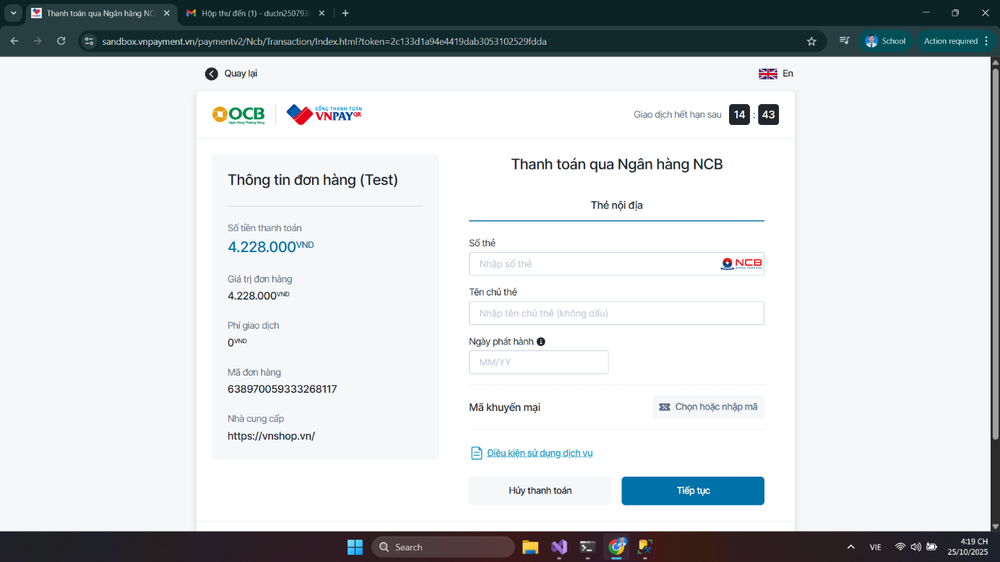 Thanh toán qua Ngân hàng NC
Hộp thư đến (1) - ducln250793
sandbox.vnpayment.vn/paymentv2/Ncb/Transaction/Index.html?token=2c133d1a94e4419dab3053102529fdda
School
Action required
Quay lại
En
OCB
Ngân Hàng Phương Đông
CỔNG THANH TOÁN
VNPAYQR
Giao dịch hết hạn sau 14 : 43
Thông tin đơn hàng (Test)
Số tiền thanh toán
4.228.000VND
Giá trị đơn hàng
4.228.000VND
Phí giao dịch
0VND
Mã đơn hàng
638970059333268117
Nhà cung cấp
https://vnshop.vn/
Thanh toán qua Ngân hàng NCB
Thẻ nội địa
Số thẻ
Nhập số thẻ
NCB
Tên chủ thẻ
Nhập tên chủ thẻ (không dấu)
Ngày phát hành
MM/YY
Mã khuyến mại
Chọn hoặc nhập mã
Điều kiện sử dụng dịch vụ
Hủy thanh toán
Tiếp tục
Search
VIE
4:19 CH
25/10/2025